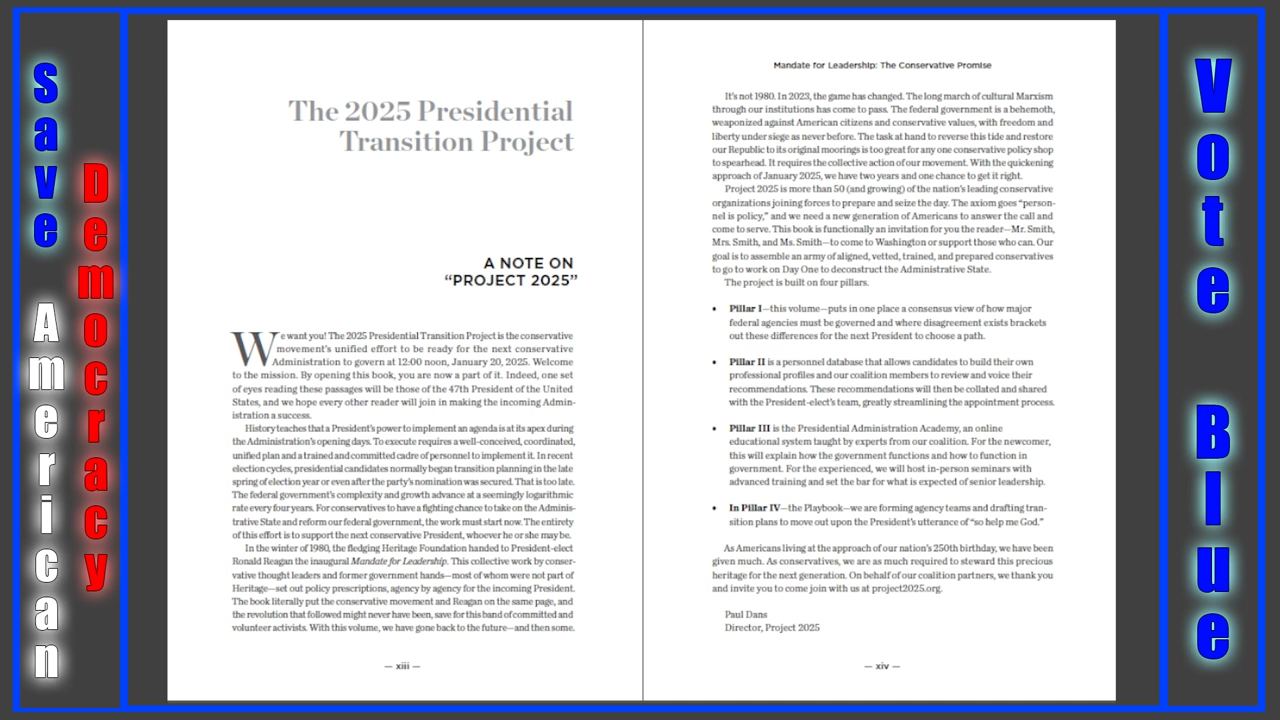 Save
American
Democracy
The 2025 Presidential
Transition Project
A NOTE ON
“PROJECT 2025”
We want you! The 2025 Presidential Transition Project is the conservative
movement’s unified effort to be ready for the next conservative
Administration to govern at 12:00 noon, January 20, 2025. Welcome
to the mission. By opening this book, you are now a part of it. Indeed, one set
of eyes reading these passages will be those of the 47th President of the United
States, and we hope every other reader will join in making the incoming Admin-
istration a success.
History teaches that a President’s power to implement an agenda is at its apex during
the Administration’s opening days. To execute requires a well-conceived, coordinated,
unified plan and a trained and committed cadre of personnel to implement it. In recent
election cycles, presidential candidates normally began transition planning in the late
spring of election year or even after the party’s nomination was secured. That is too late.
The federal government’s complexity and growth advance at a seemingly logarithmic
rate every four years. For conservatives to have a fighting chance to take on the Adminis-
trative State and reform our federal government, the work must start now. The entirety
of this effort is to support the next conservative President, whoever he or she may be.
In the winter of 1980, the fledging Heritage Foundation handed to President-elect
Ronald Reagan the inaugural Mandate for Leadership. This collective work by conser-
vative thought leaders and former government hands—most of whom were not part of
Heritage—set out policy prescriptions, agency by agency for the incoming President.
The book literally put the conservative movement and Reagan on the same page, and
the revolution that followed might never have been, save for this band of committed and
volunteer activists. With this volume, we have gone back to the future—and then some.
— xiii —
Mandate for Leadership: The Conservative Promise
It’s not 1980. In 2023, the game has changed. The long march of cultural Marxism
through our institutions has come to pass. The federal government is a behemoth,
weaponized against American citizens and conservative values, with freedom and
liberty under siege as never before. The task at hand to reverse this tide and restore
our Republic to its original moorings is too great for any one conservative policy shop
to spearhead. It requires the collective action of our movement. With the quickening
approach of January 2025, we have two years and one chance to get it right.
Project 2025 is more than 50 (and growing) of the nation’s leading conservative
organizations joining forces to prepare and seize the day. The axiom goes “person-
nel is policy,” and we need a new generation of Americans to answer the call and
come to serve. This book is functionally an invitation for you the reader—Mr. Smith,
Mrs. Smith, and Ms. Smith—to come to Washington or support those who can. Our
goal is to assemble an army of aligned, vetted, trained, and prepared conservatives
to go to work on Day One to deconstruct the Administrative State.
The project is built on four pillars.
• Pillar I—this volume—puts in one place a consensus view of how major
federal agencies must be governed and where disagreement exists brackets
out these differences for the next President to choose a path.
• Pillar II is a personnel database that allows candidates to build their own
professional profiles and our coalition members to review and voice their
recommendations. These recommendations will then be collated and shared
with the President-elect’s team, greatly streamlining the appointment process.
• Pillar III is the Presidential Administration Academy, an online
educational system taught by experts from our coalition. For the newcomer,
this will explain how the government functions and how to function in
government. For the experienced, we will host in-person seminars with
advanced training and set the bar for what is expected of senior leadership.
• In Pillar IV—the Playbook—we are forming agency teams and drafting tran-
sition plans to move out upon the President’s utterance of “so help me God.”
As Americans living at the approach of our nation’s 250th birthday, we have been
given much. As conservatives, we are as much required to steward this precious
heritage for the next generation. On behalf of our coalition partners, we thank you
and invite you to come join with us at project2025.org.
Paul Dans
Director, Project 2025
— xiv —
Vote
Blue